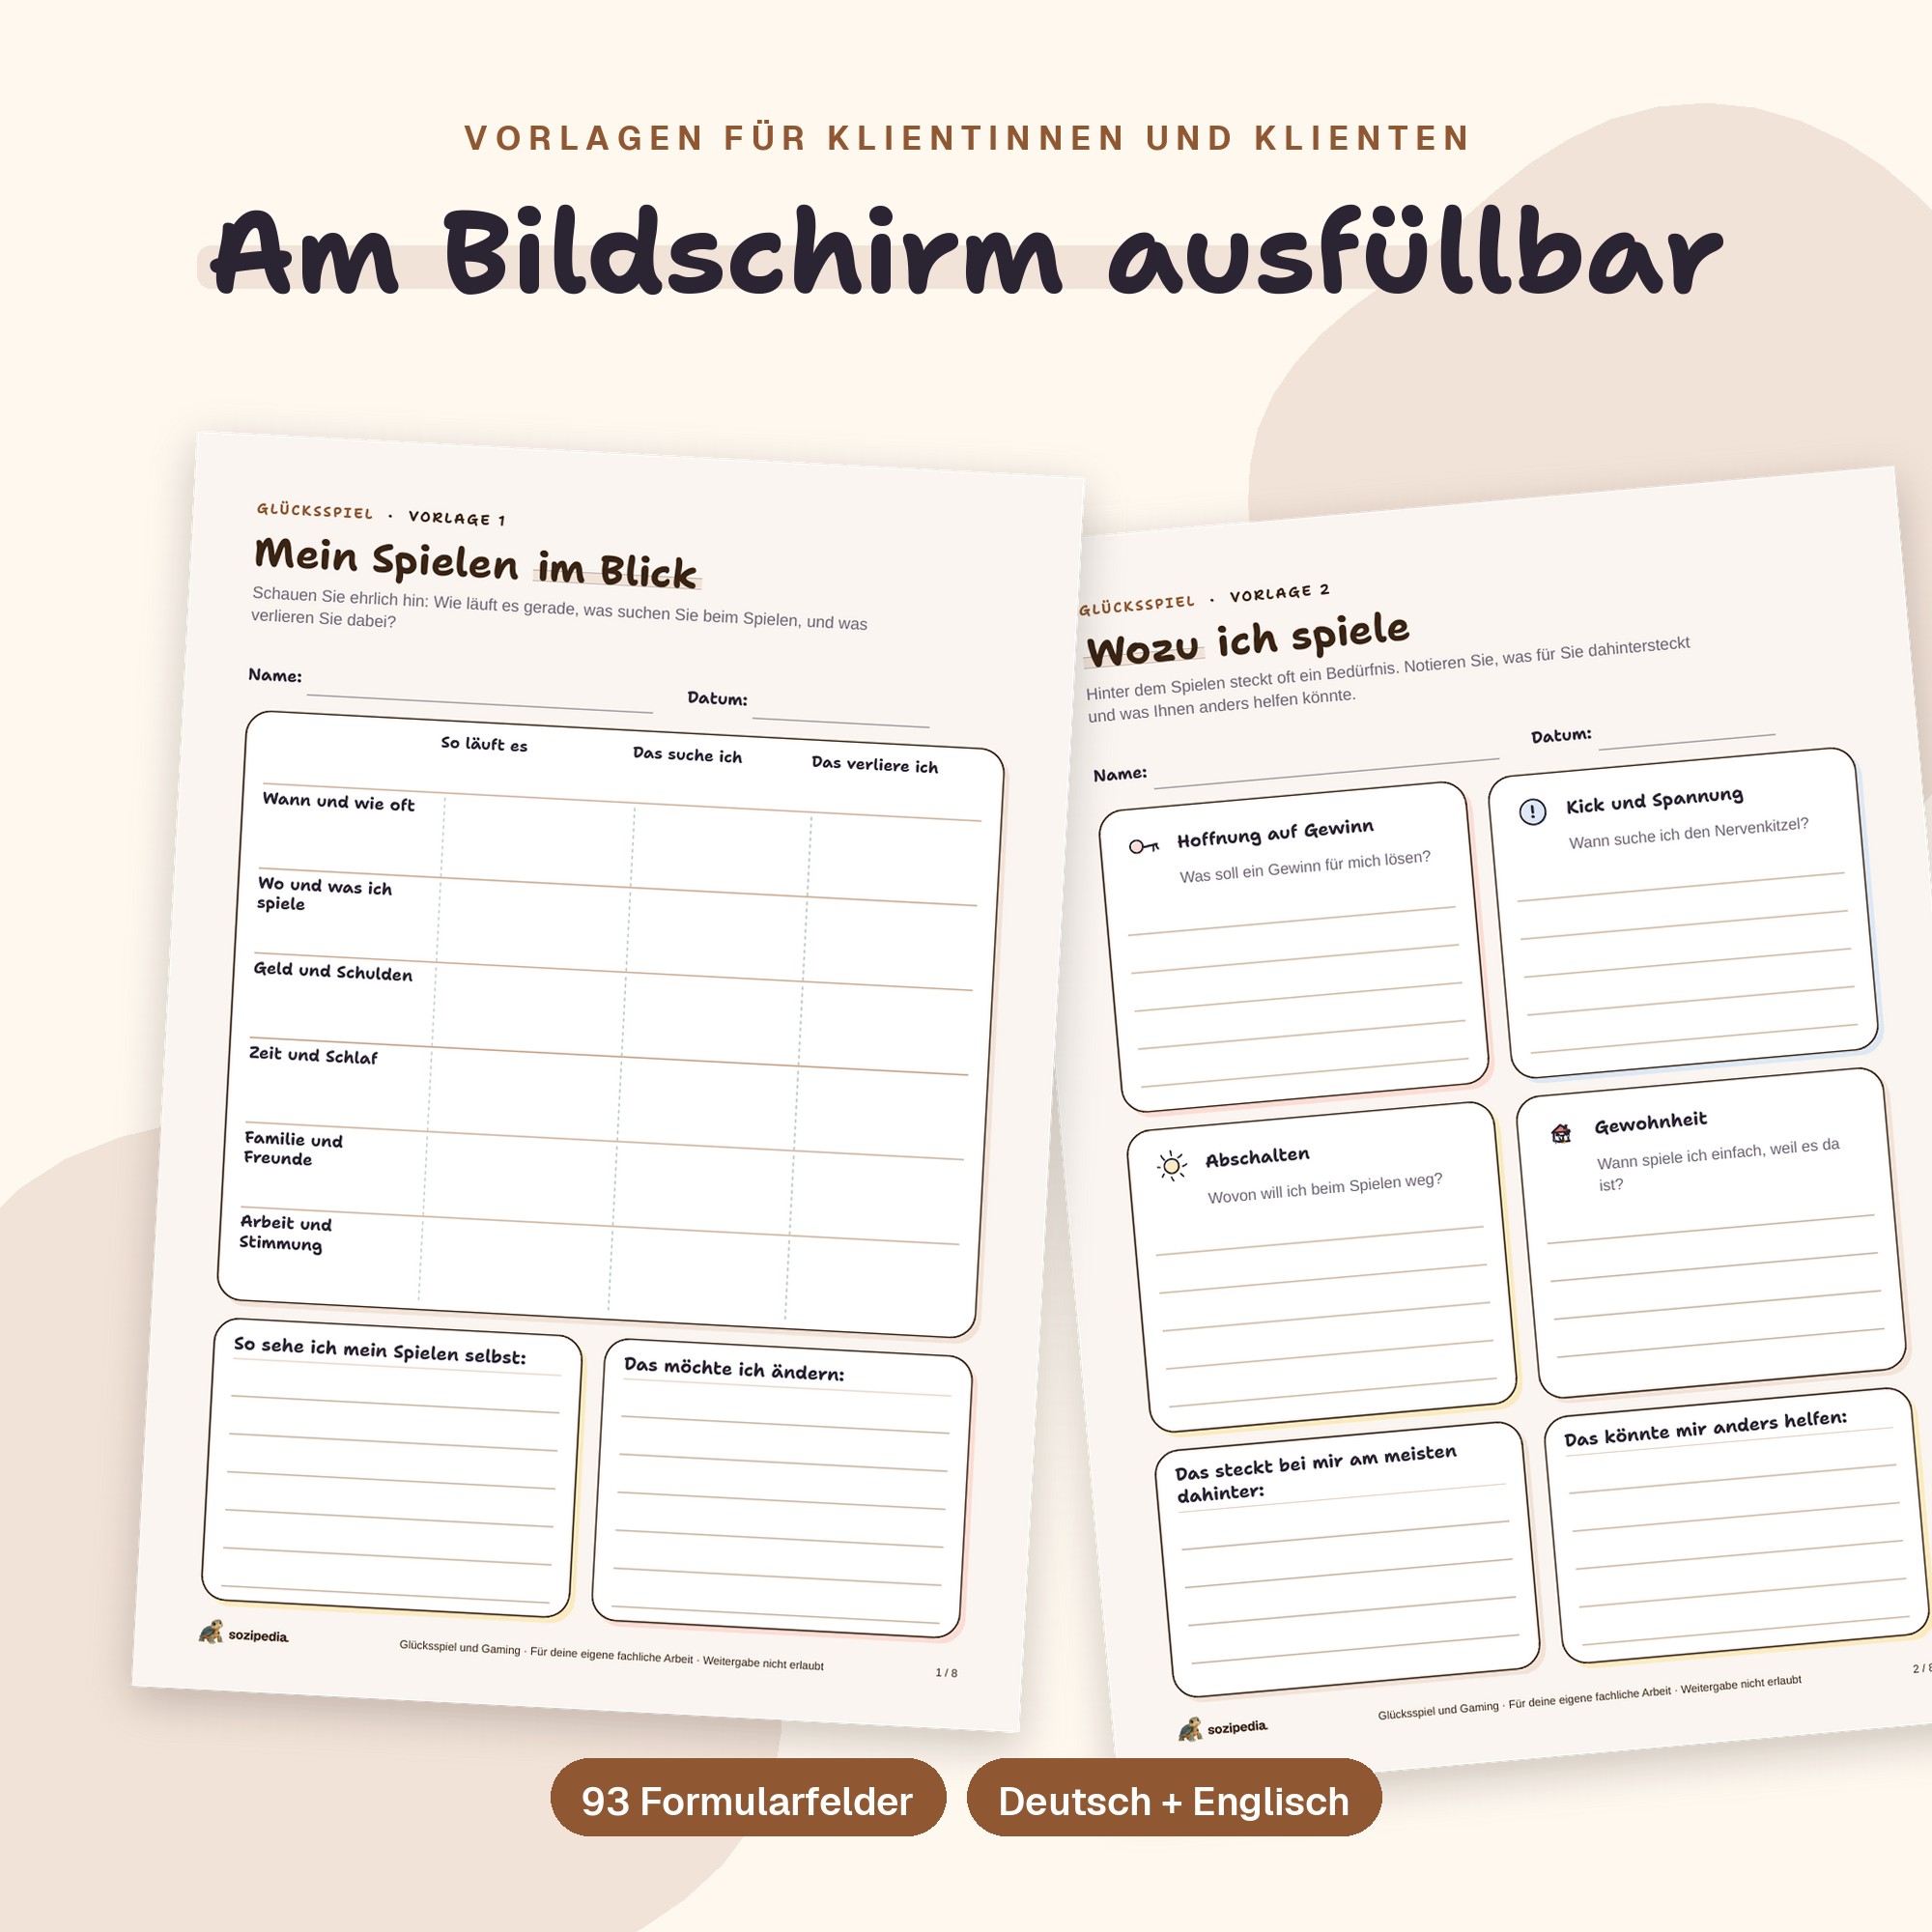 VORLAGEN FÜR KLIENTINNEN UND KLIENTEN
Am Bildschirm ausfüllbar
GLÜCKSSPIEL · VORLAGE 1
Mein Spielen im Blick
Schauen Sie ehrlich hin: Wie läuft es gerade, was suchen Sie beim Spielen, und was
verlieren Sie dabei?
Name:
Datum:
So läuft es
Das suche ich
Das verliere ich
Wann und wie oft
Wo und was ich
spiele
Geld und Schulden
Zeit und Schlaf
Familie und
Freunde
Arbeit und
Stimmung
So sehe ich mein Spielen selbst:
Das möchte ich ändern:
sozipedia.
Glücksspiel und Gaming · Für deine eigene fachliche Arbeit · Weitergabe nicht erlaubt
1 / 8
GLÜCKSSPIEL · VORLAGE 2
Wozu ich spiele
Hinter dem Spielen steckt oft ein Bedürfnis. Notieren Sie, was für Sie dahintersteckt
und was Ihnen anders helfen könnte.
Name:
Datum:
Hoffnung auf Gewinn
Was soll ein Gewinn für mich lösen?
Kick und Spannung
Wann suche ich den Nervenkitzel?
Abschalten
Wovon will ich beim Spielen weg?
Gewohnheit
Wann spiele ich einfach, weil es da
ist?
Das steckt bei mir am meisten
dahinter:
Das könnte mir anders helfen:
sozipedia.
Glücksspiel und Gaming · Für deine eigene fachliche Arbeit · Weitergabe nicht erlaubt
2 / 8
93 Formularfelder
Deutsch + Englisch